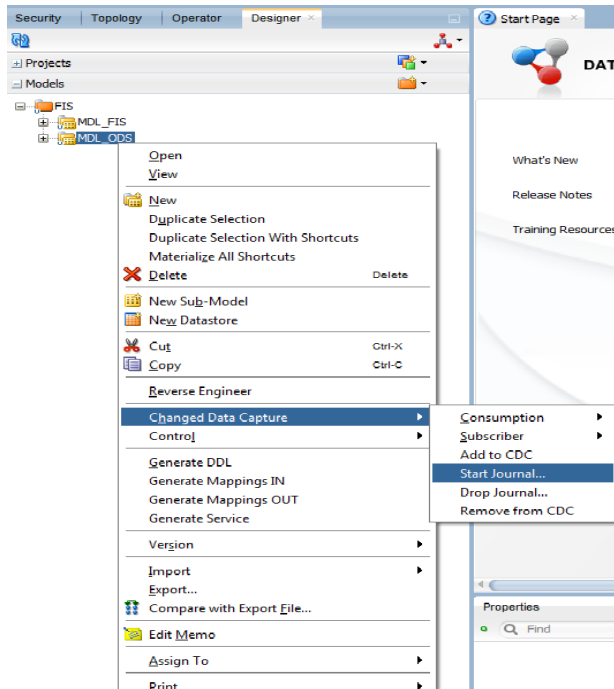 Security Topology Operator Designer
Start Page
Projects
DAT
Models
FIS
MDL_FIS
MDL_ODS
Open
View
What's New
New
Release Notes
Duplicate Selection
Duplicate Selection With Shortcuts
Training Resources
Materialize All Shortcuts
Delete Delete
New Sub-Model
New Datastore
Cut Ctrl-X
Copy Ctrl-C
Reverse Engineer
Changed Data Capture
Control
Consumption
Subscriber
Add to CDC
Start Journal...
Drop Journal...
Remove from CDC
Generate DDL
Generate Mappings IN
Generate Mappings OUT
Generate Service
Version
Import
Export...
Compare with Export File...
Properties
Find
Edit Memo
Assign To
Print